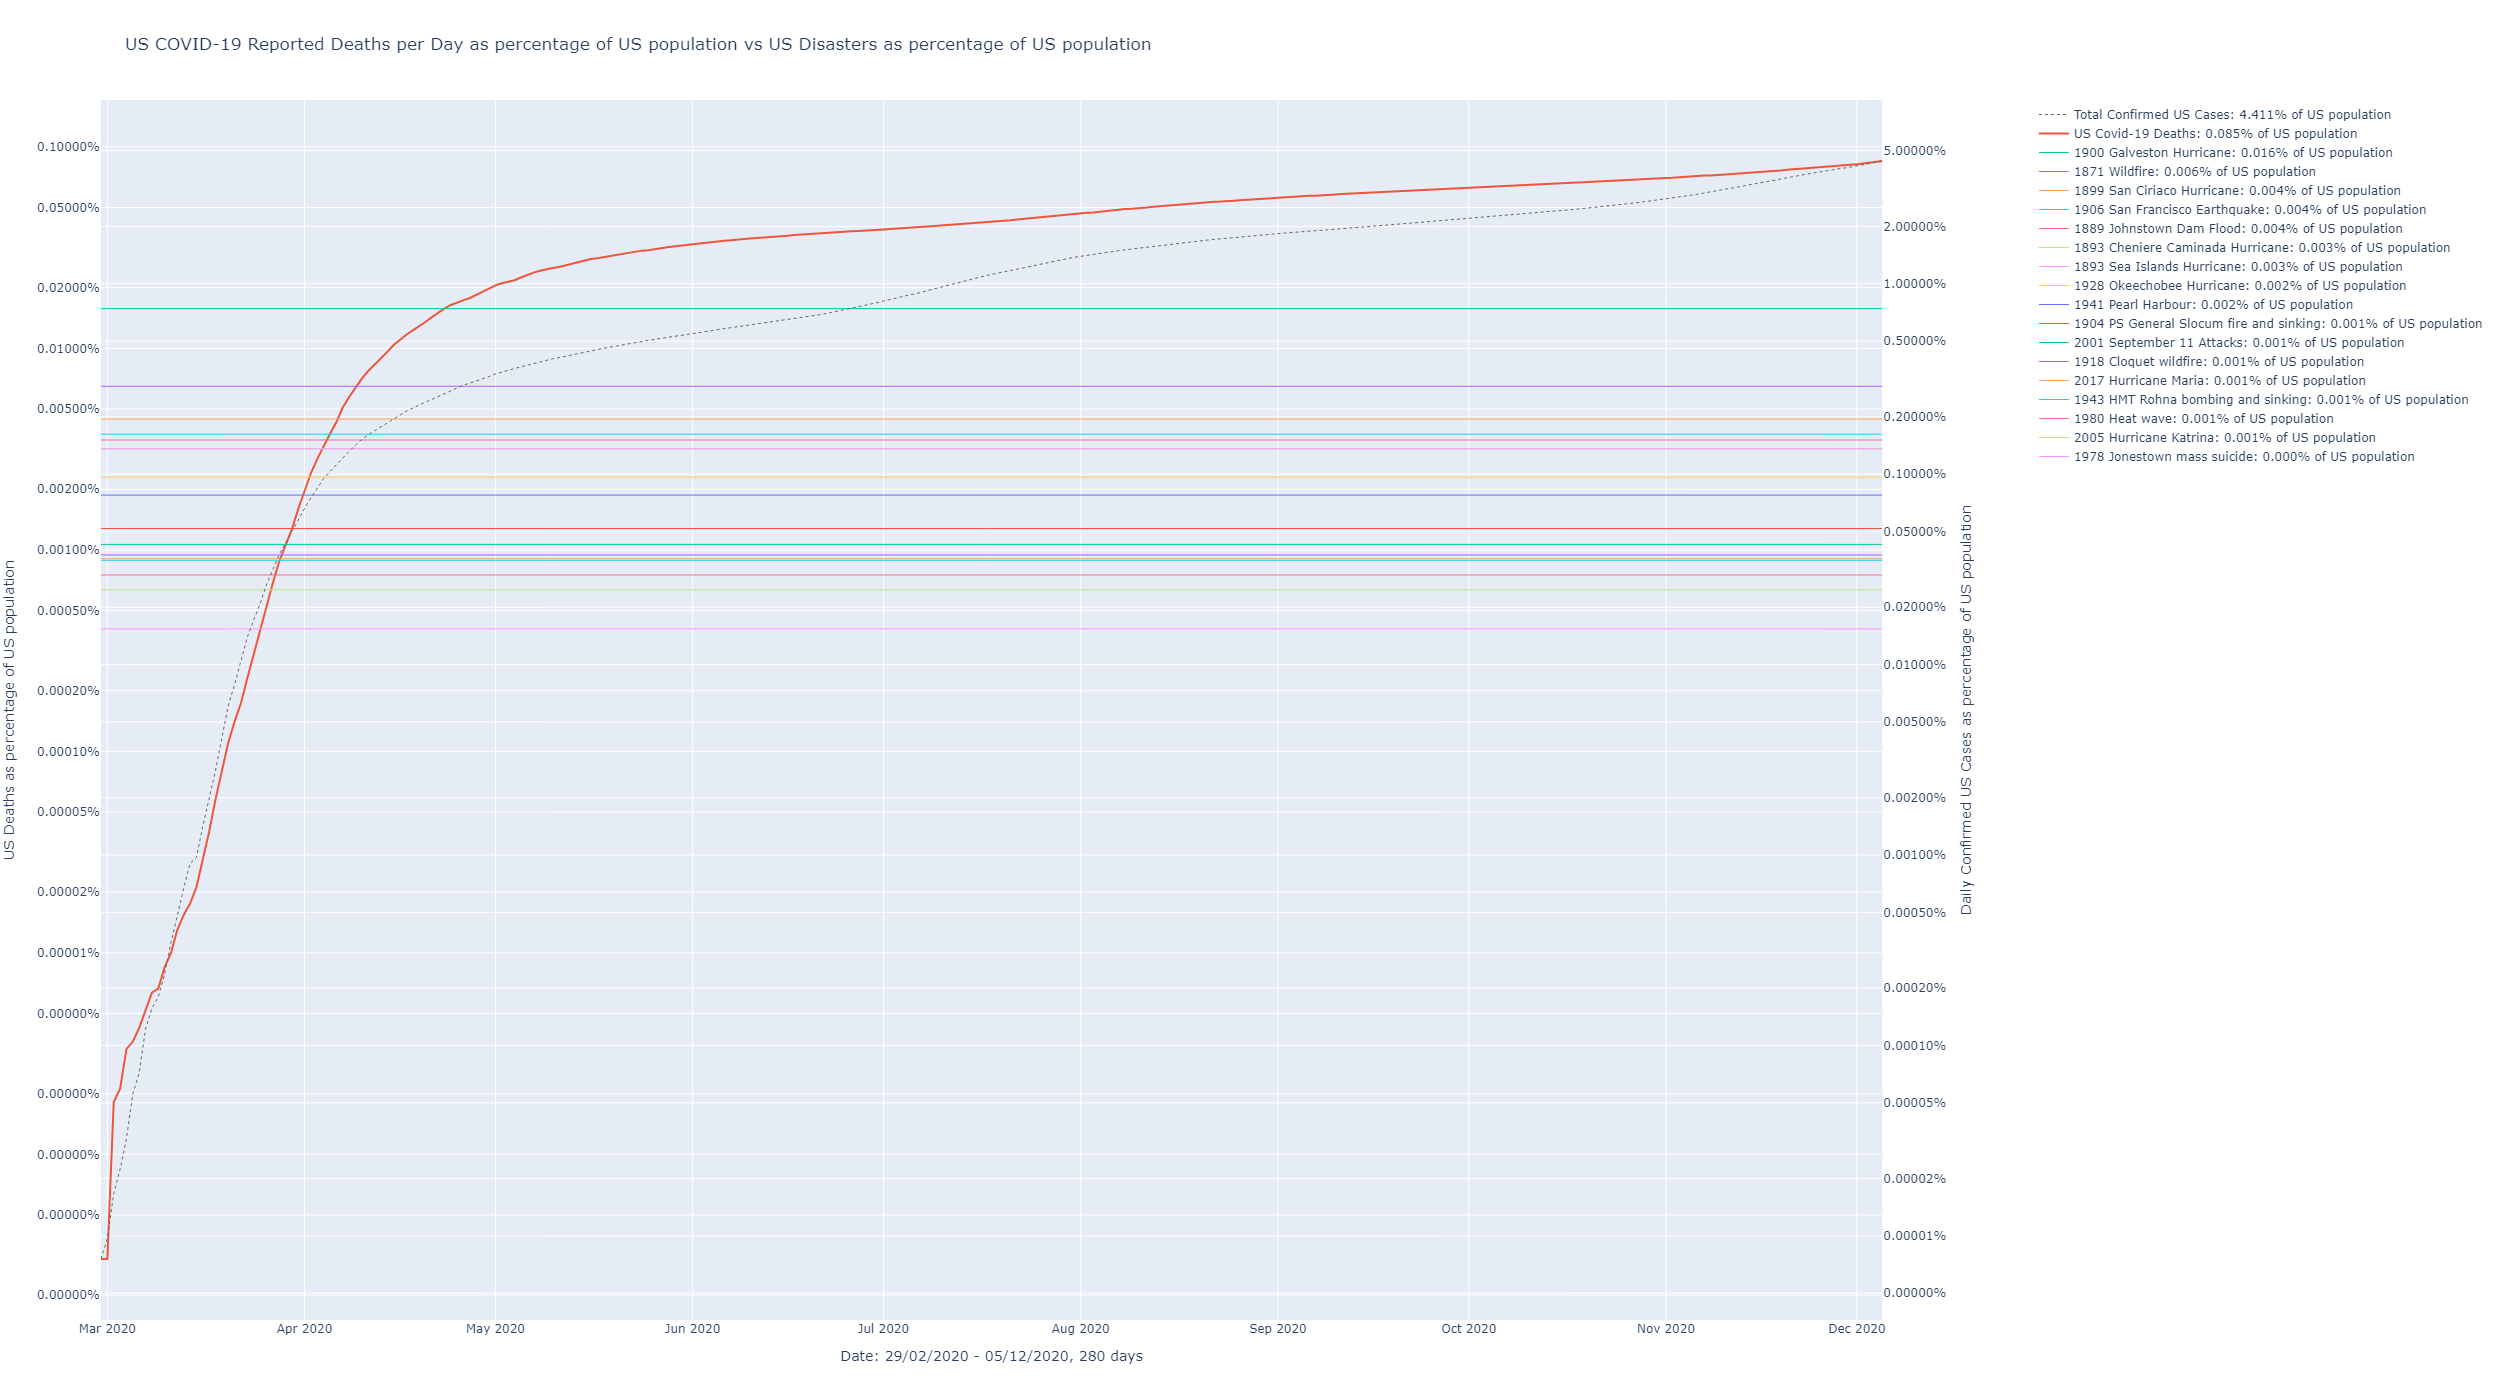 US COVID-19 Reported Deaths per Day as percentage of US population vs US Disasters as percentage of US population
US Deaths as percentage of US population
0.10000%
0.05000%
0.02000%
0.01000%
0.00500%
0.00200%
0.00100%
0.00050%
0.00020%
0.00010%
0.00005%
0.00002%
0.00001%
0.00000%
0.00000%
0.00000%
0.00000%
0.00000%
5.00000%
2.00000%
1.00000%
0.50000%
0.20000%
0.10000%
0.05000%
0.02000%
0.01000%
0.00500%
0.00200%
0.00100%
0.00050%
0.00020%
0.00010%
0.00005%
0.00002%
0.00001%
0.00000%
Daily Confirmed US Cases as percentage of US population
Mar 2020 Apr 2020 May 2020 Jun 2020 Jul 2020 Aug 2020 Sep 2020 Oct 2020 Nov 2020 Dec 2020
Date: 29/02/2020 - 05/12/2020, 280 days
Total Confirmed US Cases: 4.411% of US population
US Covid-19 Deaths: 0.085% of US population
1900 Galveston Hurricane: 0.016% of US population
1871 Wildfire: 0.006% of US population
1899 San Ciriaco Hurricane: 0.004% of US population
1906 San Francisco Earthquake: 0.004% of US population
1889 Johnstown Dam Flood: 0.004% of US population
1893 Cheniere Caminada Hurricane: 0.003% of US population
1893 Sea Islands Hurricane: 0.003% of US population
1928 Okeechobee Hurricane: 0.002% of US population
1941 Pearl Harbour: 0.002% of US population
1904 PS General Slocum fire and sinking: 0.001% of US population
2001 September 11 Attacks: 0.001% of US population
1918 Cloquet wildfire: 0.001% of US population
2017 Hurricane Maria: 0.001% of US population
1943 HMT Rohna bombing and sinking: 0.001% of US population
1980 Heat wave: 0.001% of US population
2005 Hurricane Katrina: 0.001% of US population
1978 Jonestown mass suicide: 0.000% of US population